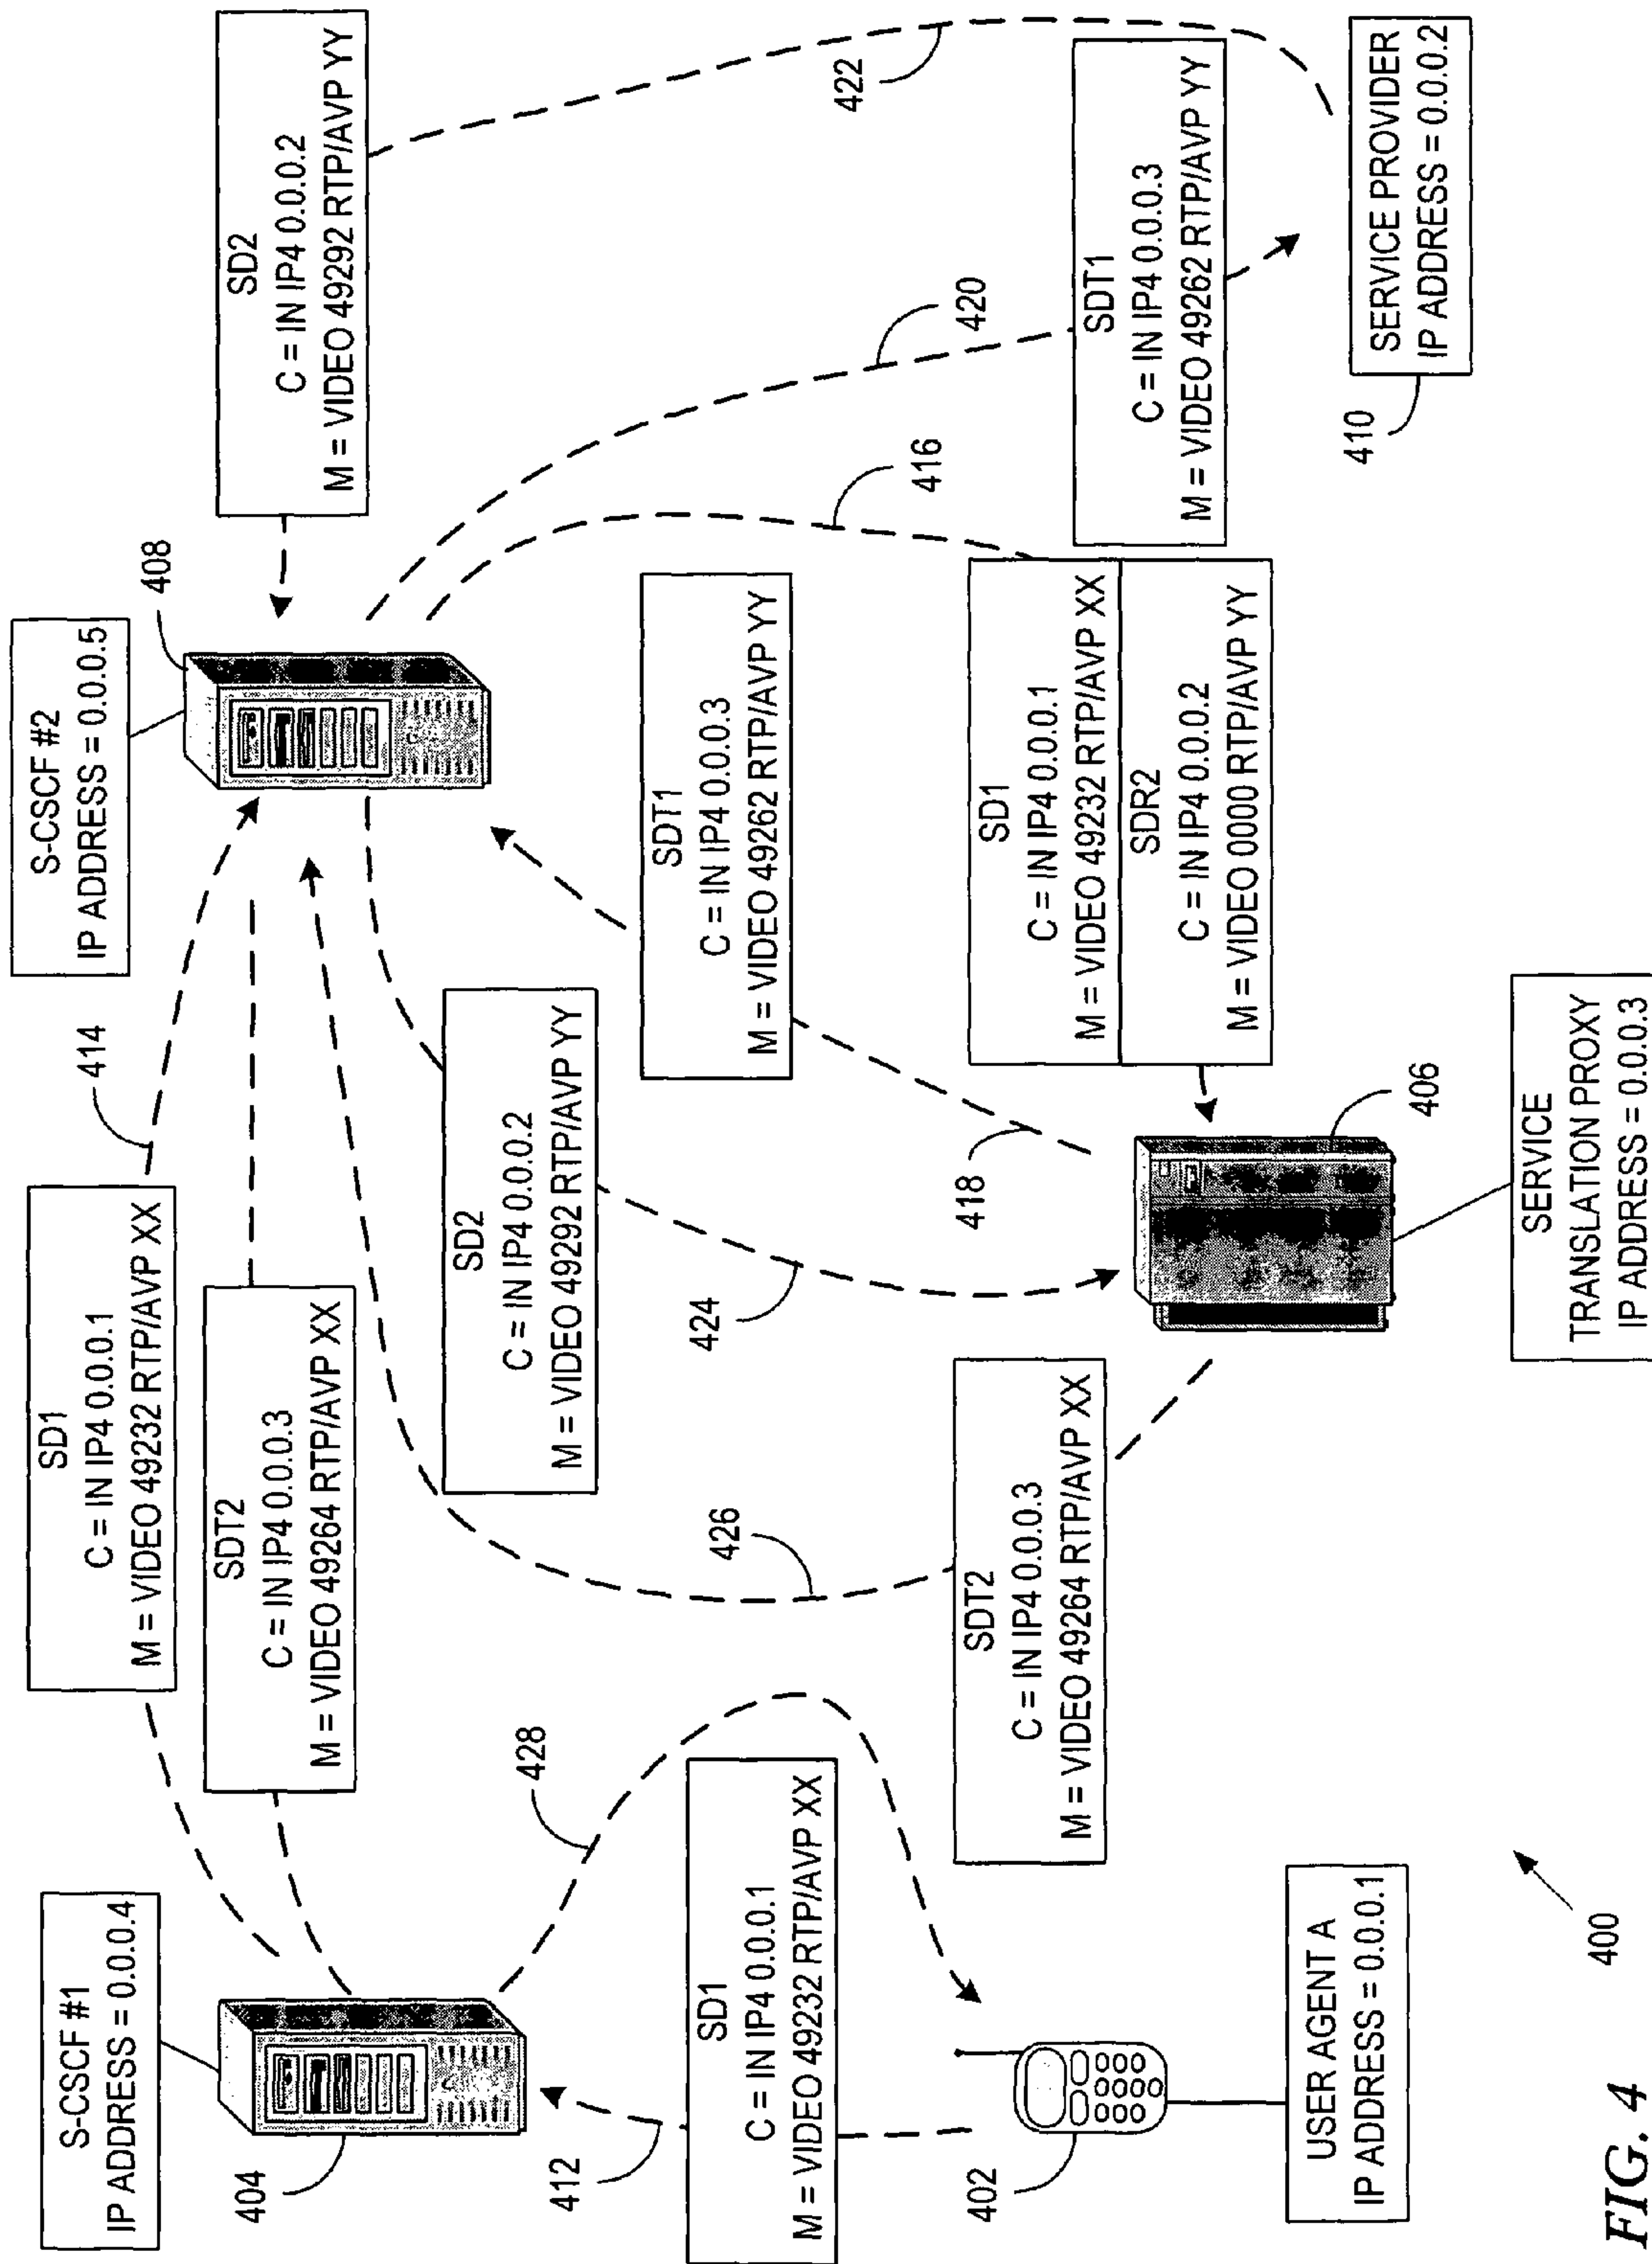 S-CSCF #1
IP ADDRESS = 0.0.0.4
404
412
SD1
C = IN IP4 0.0.0.1
M = VIDEO 49232 RTP/AVP XX
402
USER AGENT A
IP ADDRESS = 0.0.0.1
SD1
C = IN IP4 0.0.0.1
M = VIDEO 49232 RTP/AVP XX
414
SDT2
C = IN IP4 0.0.0.3
M = VIDEO 49264 RTP/AVP XX
428
426
SDT2
C = IN IP4 0.0.0.3
M = VIDEO 49264 RTP/AVP XX
SD2
C = IN IP4 0.0.0.2
M = VIDEO 49292 RTP/AVP YY
424
418
406
SERVICE
TRANSLATION PROXY
IP ADDRESS = 0.0.0.3
S-CSCF #2
IP ADDRESS = 0.0.0.5
408
SDT1
C = IN IP4 0.0.0.3
M = VIDEO 49262 RTP/AVP YY
416
SD1
C = IN IP4 0.0.0.1
M = VIDEO 49232 RTP/AVP XX
SDR2
C = IN IP4 0.0.0.2
M = VIDEO 0000 RTP/AVP YY
SD2
C = IN IP4 0.0.0.2
M = VIDEO 49292 RTP/AVP YY
422
420
SDT1
C = IN IP4 0.0.0.3
M = VIDEO 49262 RTP/AVP YY
410
SERVICE PROVIDER
IP ADDRESS = 0.0.0.2
400
FIG. 4